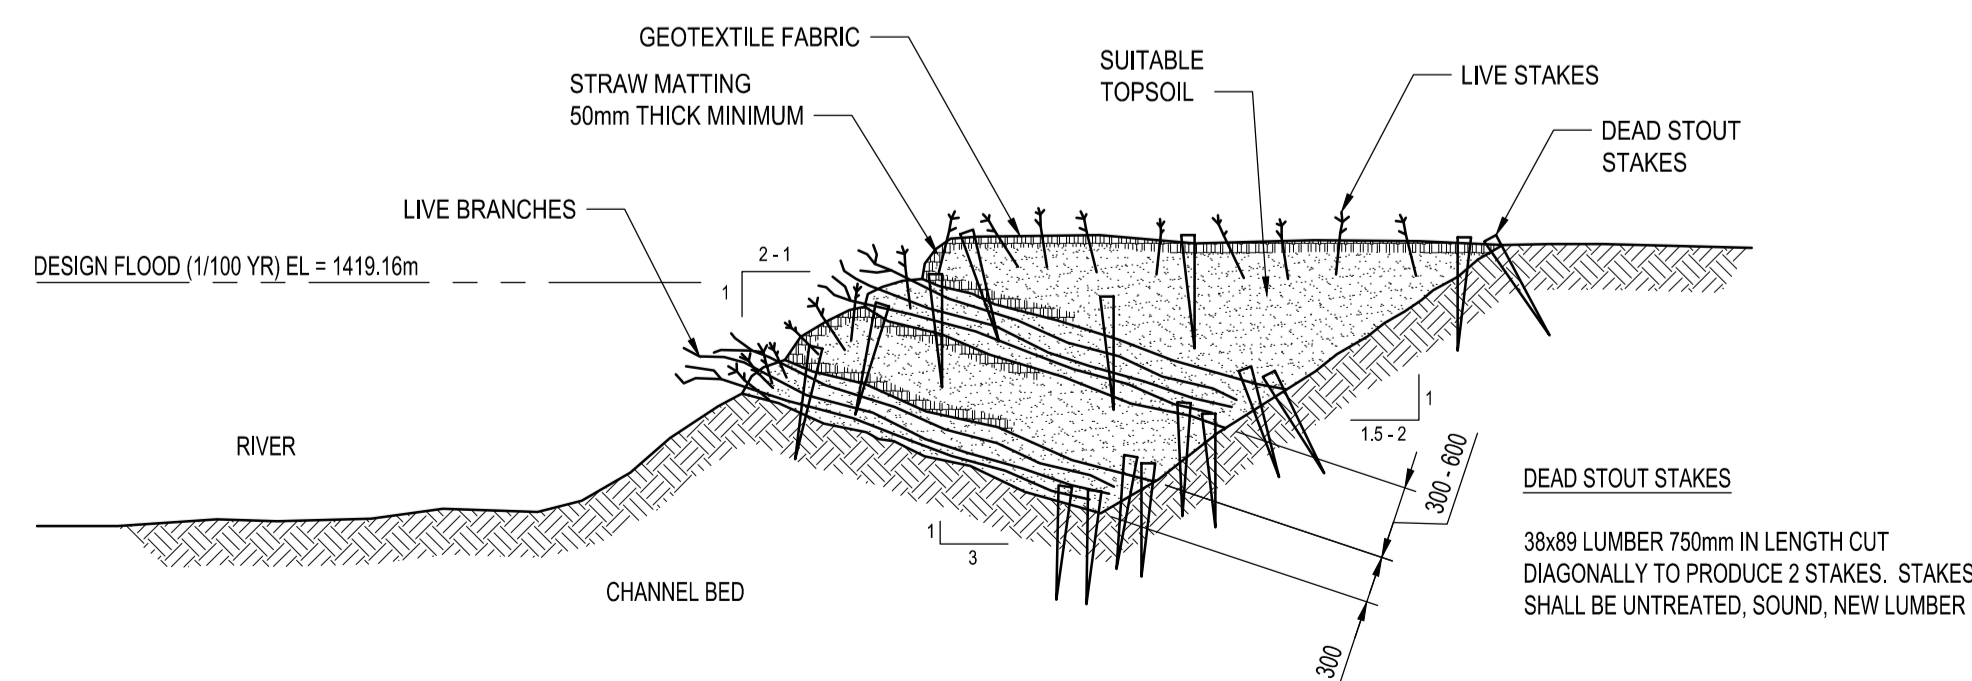 GEOTEXTILE FABRIC
STRAW MATTING
50mm THICK MINIMUM
SUITABLE
TOPSOIL
LIVE STAKES
DEAD STOUT
STAKES
LIVE BRANCHES
DESIGN FLOOD (1/100 YR) EL = 1419.16m
2 - 1
1
RIVER
1
1.5 - 2
300 - 600
1
3
CHANNEL BED
300
DEAD STOUT STAKES
38x89 LUMBER 750mm IN LENGTH CUT
DIAGONALLY TO PRODUCE 2 STAKES. STAKES
SHALL BE UNTREATED, SOUND, NEW LUMBER